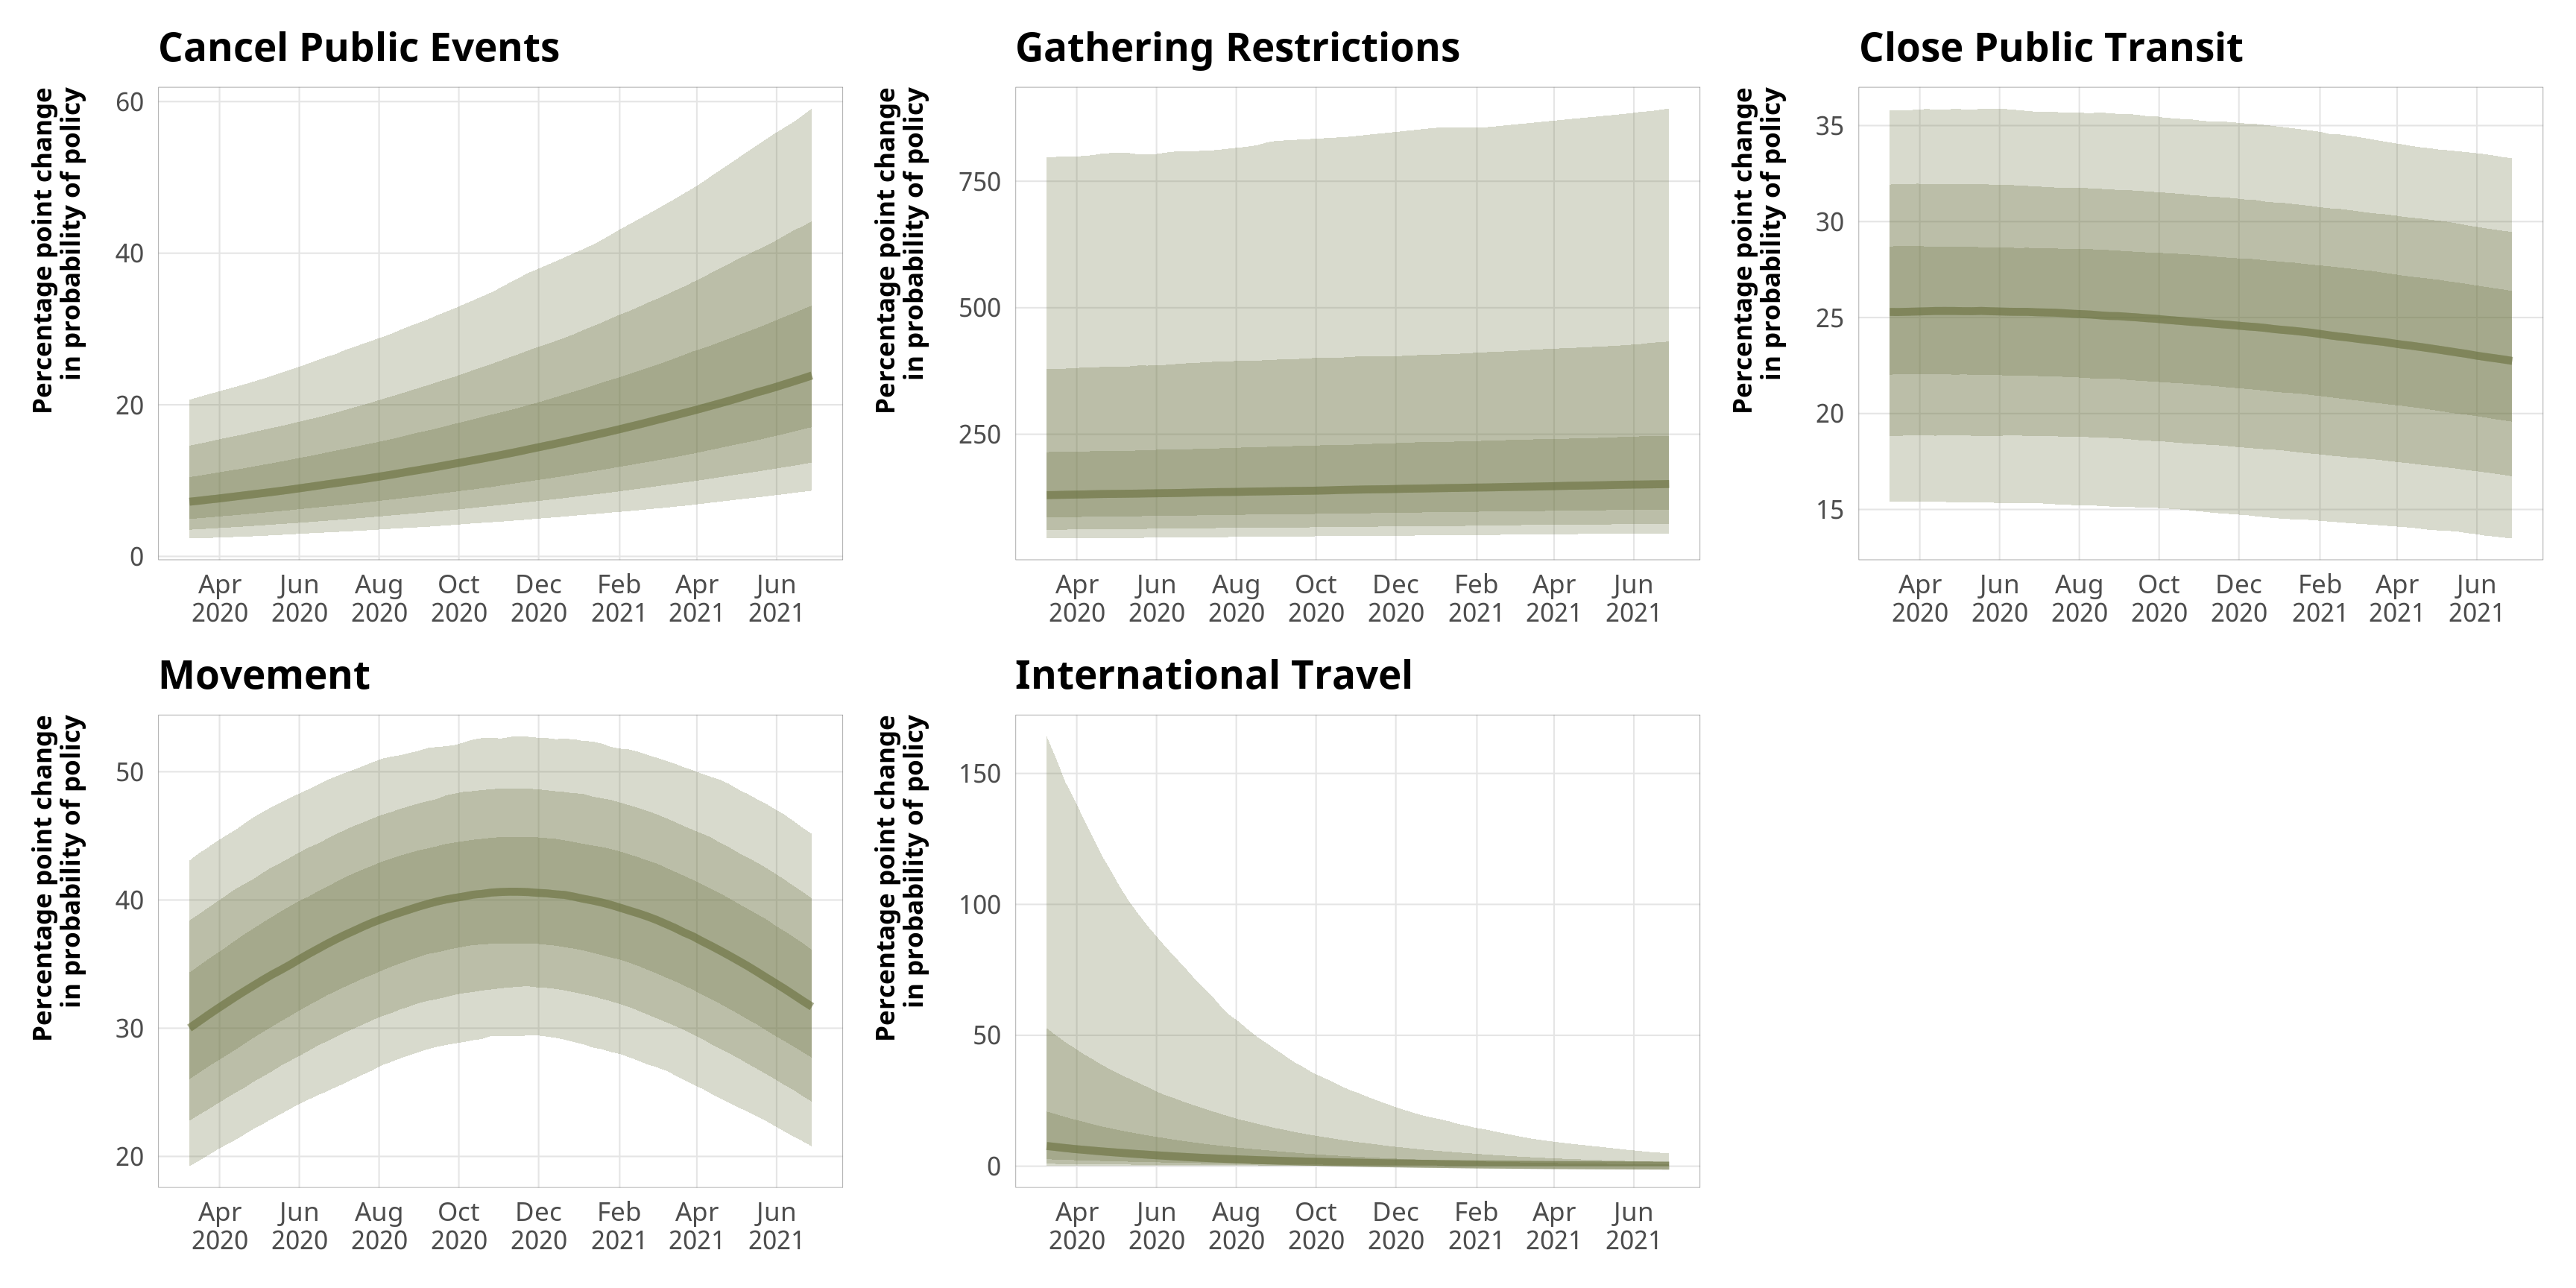 Cancel Public Events
Percentage point change
in probability of policy
60
40
20
0
Apr Jun Aug Oct Dec Feb Apr Jun
2020 2020 2020 2020 2020 2021 2021 2021
Gathering Restrictions
Percentage point change
in probability of policy
750
500
250
Apr Jun Aug Oct Dec Feb Apr Jun
2020 2020 2020 2020 2020 2021 2021 2021
Close Public Transit
Percentage point change
in probability of policy
35
30
25
20
15
Apr Jun Aug Oct Dec Feb Apr Jun
2020 2020 2020 2020 2020 2021 2021 2021
Movement
Percentage point change
in probability of policy
50
40
30
20
Apr Jun Aug Oct Dec Feb Apr Jun
2020 2020 2020 2020 2020 2021 2021 2021
International Travel
Percentage point change
in probability of policy
150
100
50
0
Apr Jun Aug Oct Dec Feb Apr Jun
2020 2020 2020 2020 2020 2021 2021 2021